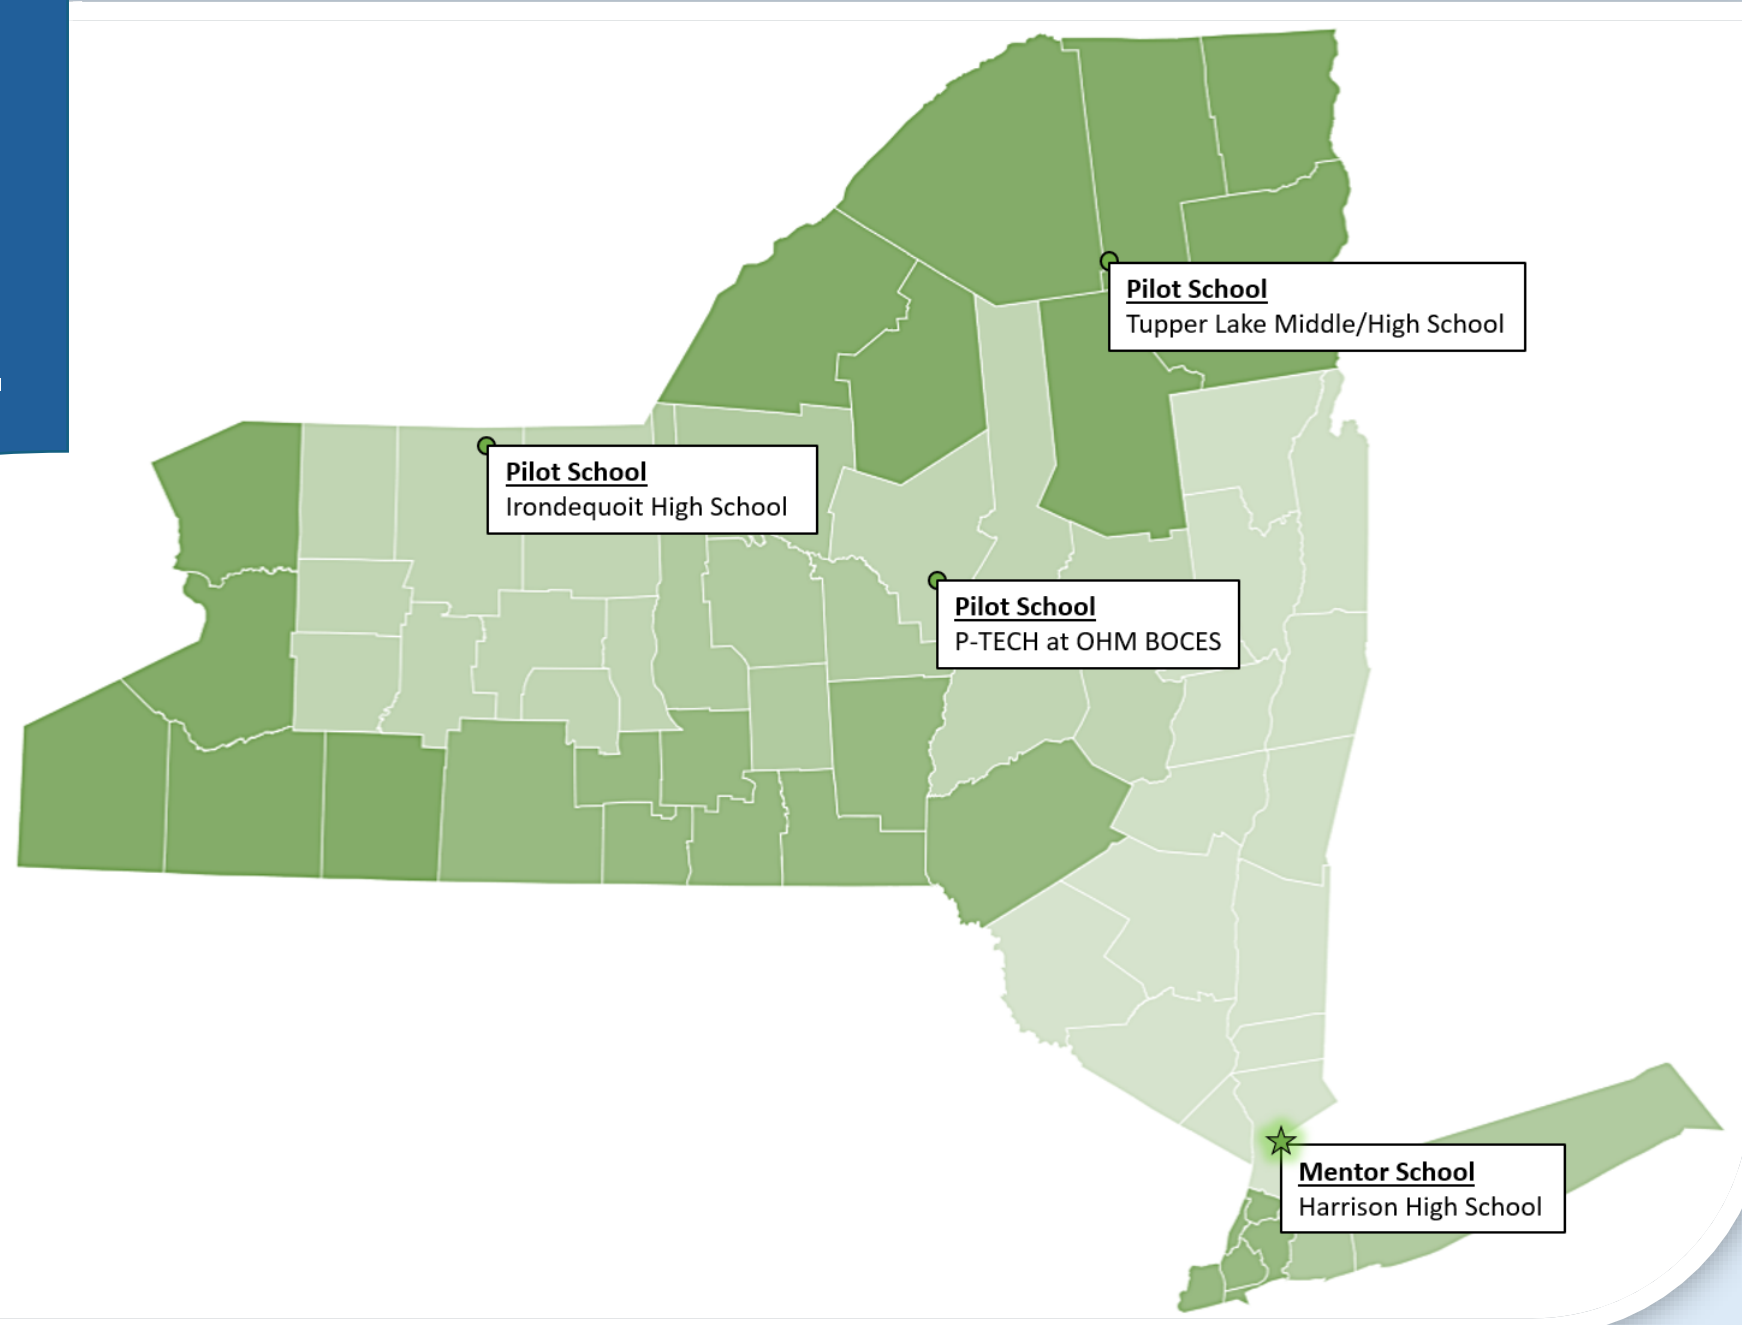 Pilot School
Tupper Lake Middle/High School
Pilot School
Irondequoit High School
Pilot School
P-TECH at OHM BOCES
Mentor School
Harrison High School